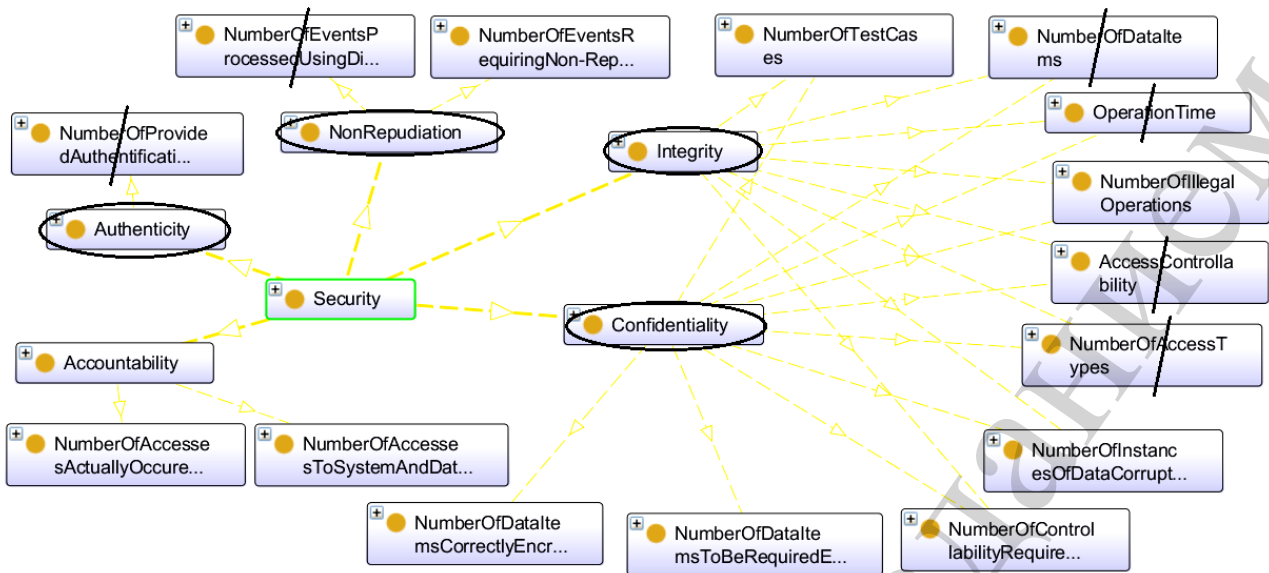 NumberOfEventsP
rocessedUsingDi...
NumberOfEventsR
equiringNon-Rep...
NumberOfTestCas
es
NumberOfDataIte
ms
NumberOfProvide
dAuthentificati...
NonRepudiation
Integrity
OperationTime
NumberOfIllegal
Operations
Authenticity
AccessControlla
bility
Security
Confidentiality
NumberOfAccessT
ypes
Accountability
NumberOfAccesse
sActuallyOccure...
NumberOfAccesse
sToSystemAndDat...
NumberOfInstanc
esOfDataCorrupt...
NumberOfDataIte
msCorrectlyEncr...
NumberOfDataIte
msToBeRequiredE...
NumberOfControl
labilityRequire...